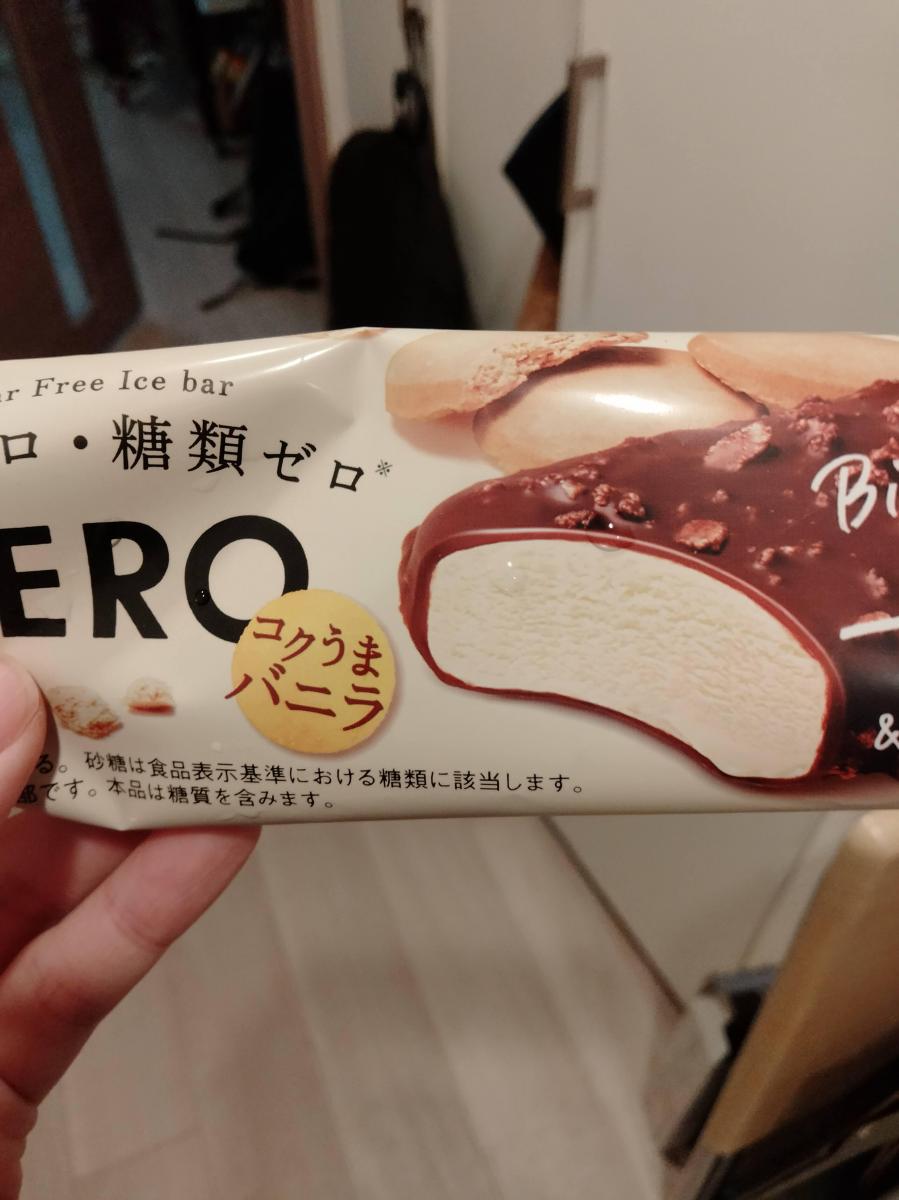 Free Ice bar
ロ・糖類ゼロ※
ERO
コクうま
バニラ
Bi
る。 砂糖は食品表示基準における糖類に該当します。
&
部です。本品は糖質を含みます。